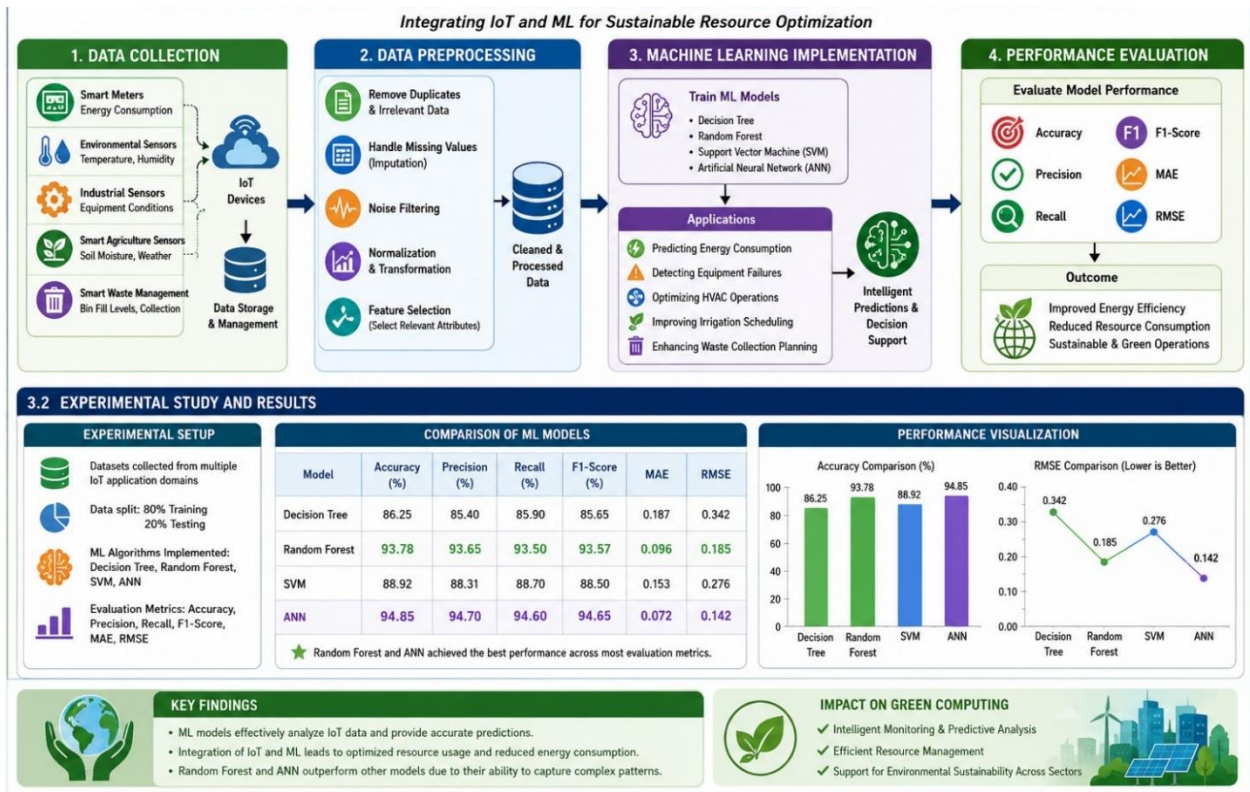 Integrating IoT and ML for Sustainable Resource Optimization
1. DATA COLLECTION
Smart Meters
Energy Consumption
Environmental Sensors
Temperature, Humidity
Industrial Sensors
Equipment Conditions
Smart Agriculture Sensors
Soil Moisture, Weather
Smart Waste Management
Bin Fill Levels, Collection
IoT
Devices
Data Storage
& Management
2. DATA PREPROCESSING
Remove Duplicates
& Irrelevant Data
Handle Missing Values
(Imputation)
Noise Filtering
Normalization
& Transformation
Feature Selection
(Select Relevant Attributes)
Cleaned &
Processed
Data
3. MACHINE LEARNING IMPLEMENTATION
Train ML Models
• Decision Tree
• Random Forest
• Support Vector Machine (SVM)
• Artificial Neural Network (ANN)
Applications
Predicting Energy Consumption
Detecting Equipment Failures
Optimizing HVAC Operations
Improving Irrigation Scheduling
Enhancing Waste Collection Planning
Intelligent
Predictions &
Decision
Support
4. PERFORMANCE EVALUATION
Evaluate Model Performance
Accuracy
F1 F1-Score
Precision
MAE
Recall
RMSE
Outcome
Improved Energy Efficiency
Reduced Resource Consumption
Sustainable & Green Operations
3.2 EXPERIMENTAL STUDY AND RESULTS
EXPERIMENTAL SETUP
Datasets collected from multiple
IoT application domains
Data split: 80% Training
20% Testing
ML Algorithms Implemented:
Decision Tree, Random Forest,
SVM, ANN
Evaluation Metrics: Accuracy,
Precision, Recall, F1-Score,
MAE, RMSE
COMPARISON OF ML MODELS
Model Accuracy (%) Precision (%) Recall (%) F1-Score (%) MAE RMSE
Decision Tree 86.25 85.40 85.90 85.65 0.187 0.342
Random Forest 93.78 93.65 93.50 93.57 0.096 0.185
SVM 88.92 88.31 88.70 88.50 0.153 0.276
ANN 94.85 94.70 94.60 94.65 0.072 0.142
Random Forest and ANN achieved the best performance across most evaluation metrics.
PERFORMANCE VISUALIZATION
Accuracy Comparison (%)
100
80
60
40
20
0
86.25
93.78
88.92
94.85
Decision
Tree
Random
Forest
SVM
ANN
RMSE Comparison (Lower is Better)
0.40
0.30
0.20
0.10
0.00
0.342
0.185
0.276
0.142
Decision
Tree
Random
Forest
SVM
ANN
KEY FINDINGS
• ML models effectively analyze IoT data and provide accurate predictions.
• Integration of IoT and ML leads to optimized resource usage and reduced energy consumption.
• Random Forest and ANN outperform other models due to their ability to capture complex patterns.
IMPACT ON GREEN COMPUTING
Intelligent Monitoring & Predictive Analysis
Efficient Resource Management
Support for Environmental Sustainability Across Sectors